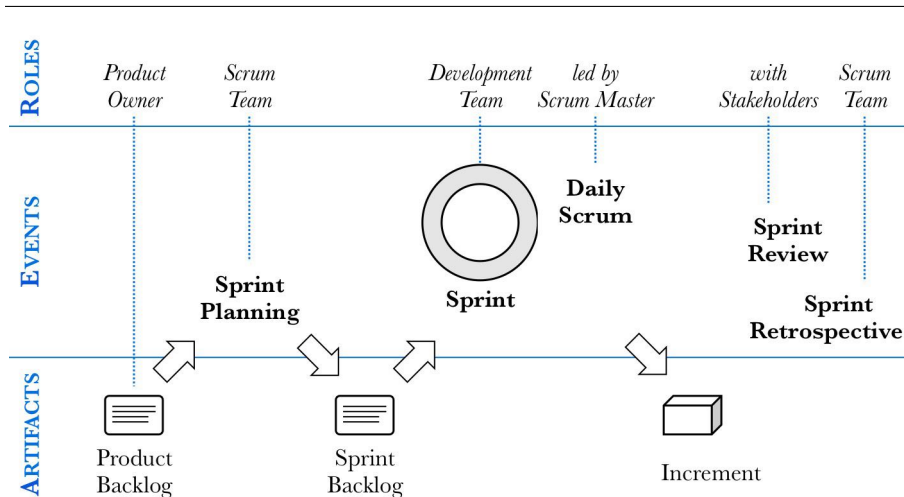 ROLES
Product
Owner
Scrum
Team
Development
Team
led by
Scrum Master
with
Stakeholders
Scrum
Team
EVENTS
Sprint
Planning
Sprint
Daily
Scrum
Sprint
Review
Sprint
Retrospective
ARTIFACTS
Product
Backlog
Sprint
Backlog
Increment